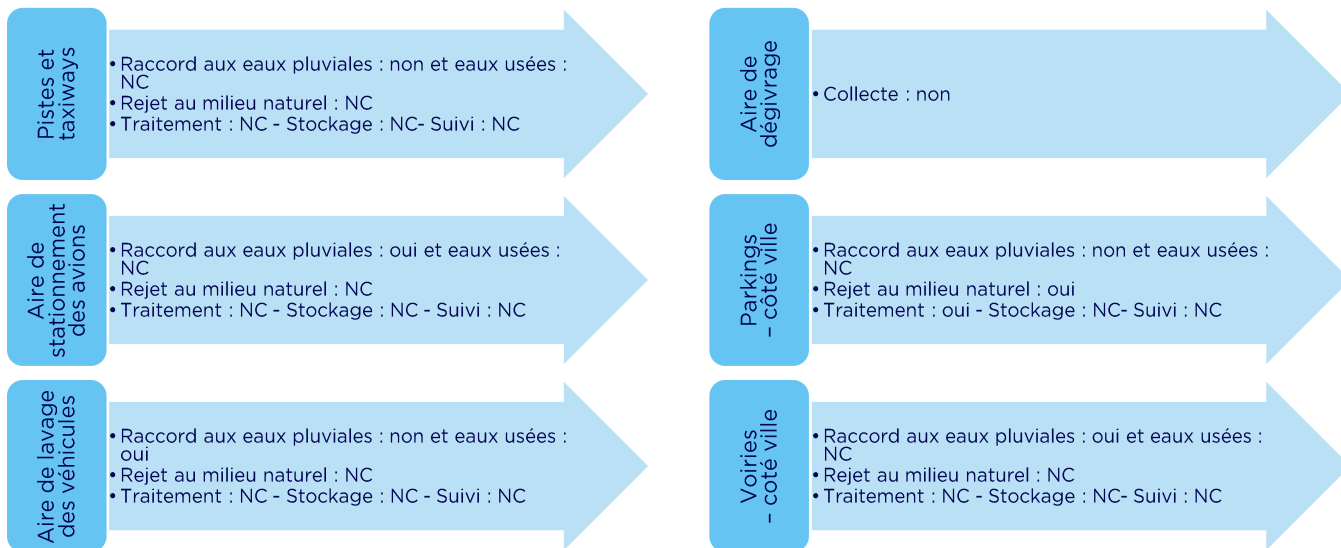 Pistes et
taxiways
• Raccord aux eaux pluviales : non et eaux usées :
NC
• Rejet au milieu naturel : NC
• Traitement : NC - Stockage : NC- Suivi : NC
Aire de
dégivrage
• Collecte : non
Aire de
stationnement
des avions
• Raccord aux eaux pluviales : oui et eaux usées :
NC
• Rejet au milieu naturel : NC
• Traitement : NC - Stockage : NC - Suivi : NC
Parkings
– côté ville
• Raccord aux eaux pluviales : non et eaux usées :
NC
• Rejet au milieu naturel : oui
• Traitement : oui - Stockage : NC- Suivi : NC
Aire de lavage
des véhicules
• Raccord aux eaux pluviales : non et eaux usées :
oui
• Rejet au milieu naturel : NC
• Traitement : NC - Stockage : NC - Suivi : NC
Voiries
– coté ville
• Raccord aux eaux pluviales : oui et eaux usées :
NC
• Rejet au milieu naturel : NC
• Traitement : NC - Stockage : NC- Suivi : NC